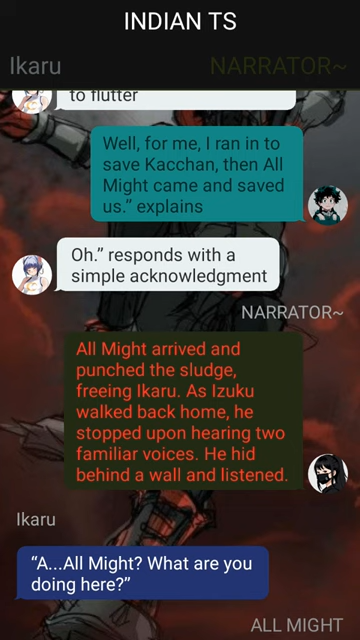 INDIAN TS
Ikaru
NARRATOR~
to flutter
Well, for me, I ran in to
save Kacchan, then All
Might came and saved
us.” explains
Oh.” responds with a
simple acknowledgment
NARRATOR~
All Might arrived and
punched the sludge,
freeing Ikaru. As Izuku
walked back home, he
stopped upon hearing two
familiar voices. He hid
behind a wall and listened.
Ikaru
“A...All Might? What are you
doing here?”
ALL MIGHT